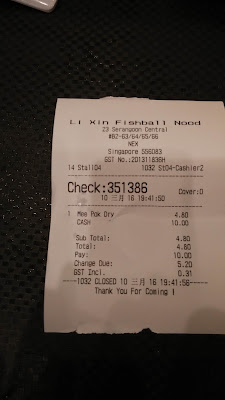 Li Xin Fishball Nood
23 Serangoon Central
#B2-63/64/65/66
NEX
Singapore 556083
GST No.:201311836H
14 Stall04 1032 St04-Cashier2
Check:351386 Cover:0
10 三月 16 19:41:50
1 Mee Pok Dry 4.80
CASH 10.00
Sub Total: 4.80
Total: 4.80
Pay: 10.00
Change Due: 5.20
GST Incl. 0.31
----1032 CLOSED 10 三月 16 19:41:56----
Thank You For Coming !